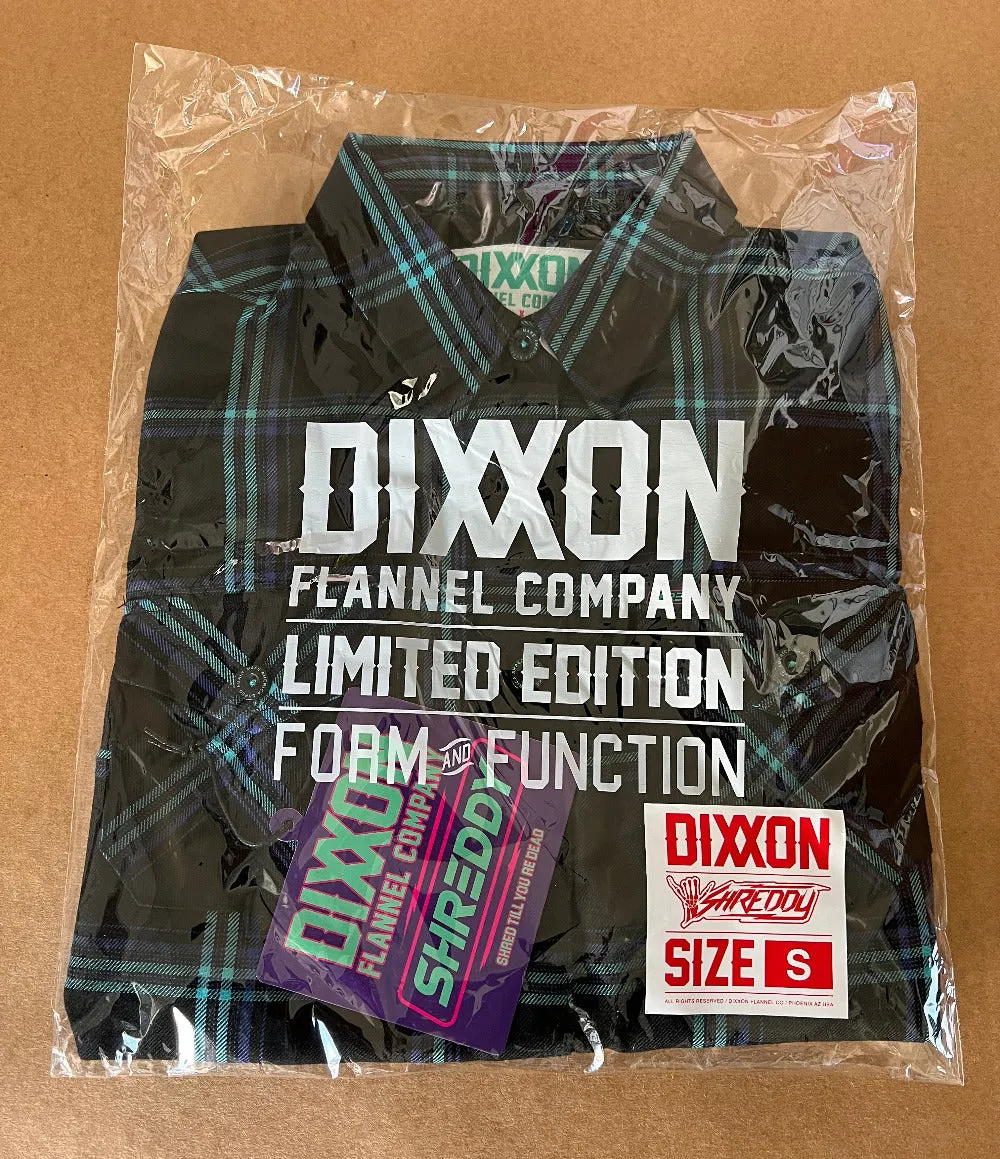 DIXXON
FLANNEL COMPANY
LIMITED EDITION
FORM AND FUNCTION
DIXXON
FLANNEL COMPANY
SHREDDY
SHRED TILL YOU RE DEAD
DIXXON
SHREDDY
SIZE S
ALL RIGHTS RESERVED / DIXXON FLANNEL CO / PHOENIX AZ USA
DIXXON